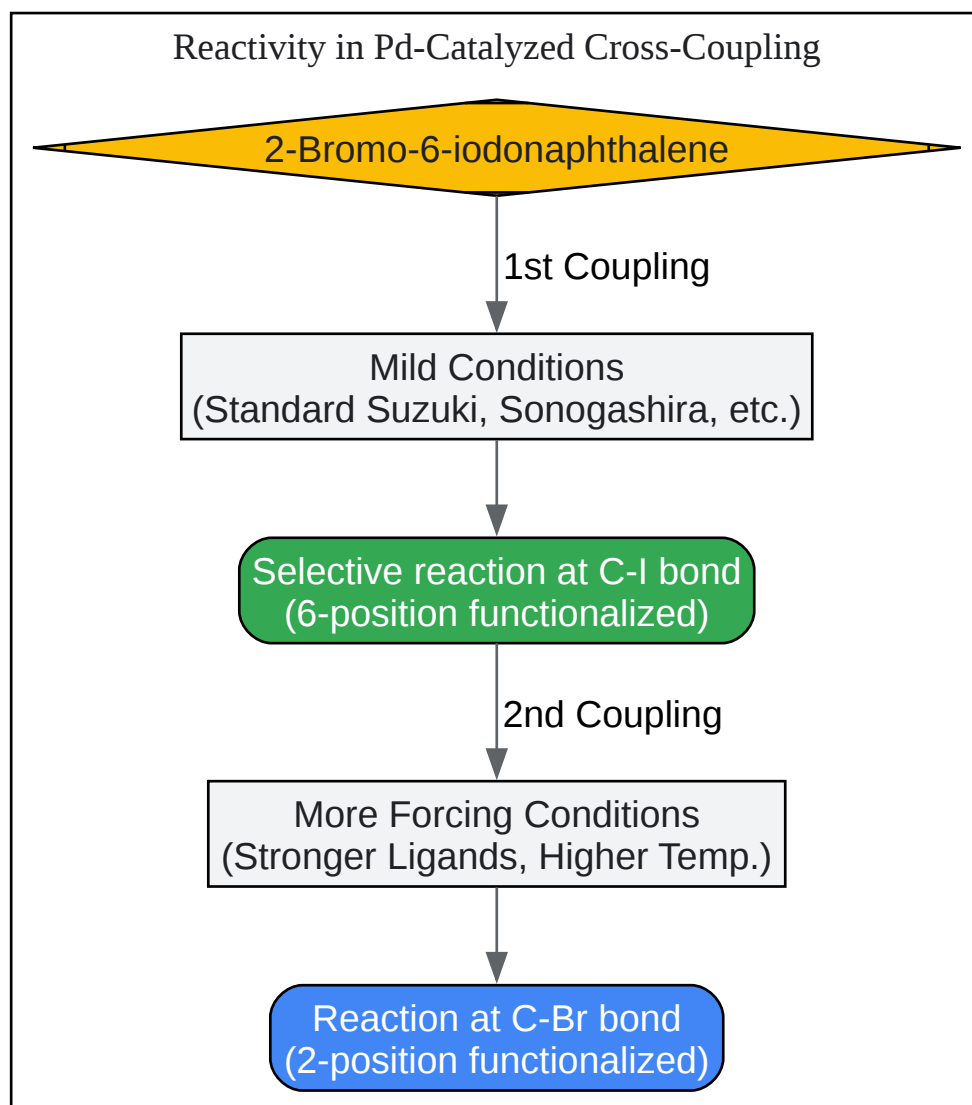 Reactivity in Pd-Catalyzed Cross-Coupling
2-Bromo-6-iodonaphthalene
1st Coupling
Mild Conditions
(Standard Suzuki, Sonogashira, etc.)
Selective reaction at C-I bond
(6-position functionalized)
2nd Coupling
More Forcing Conditions
(Stronger Ligands, Higher Temp.)
Reaction at C-Br bond
(2-position functionalized)